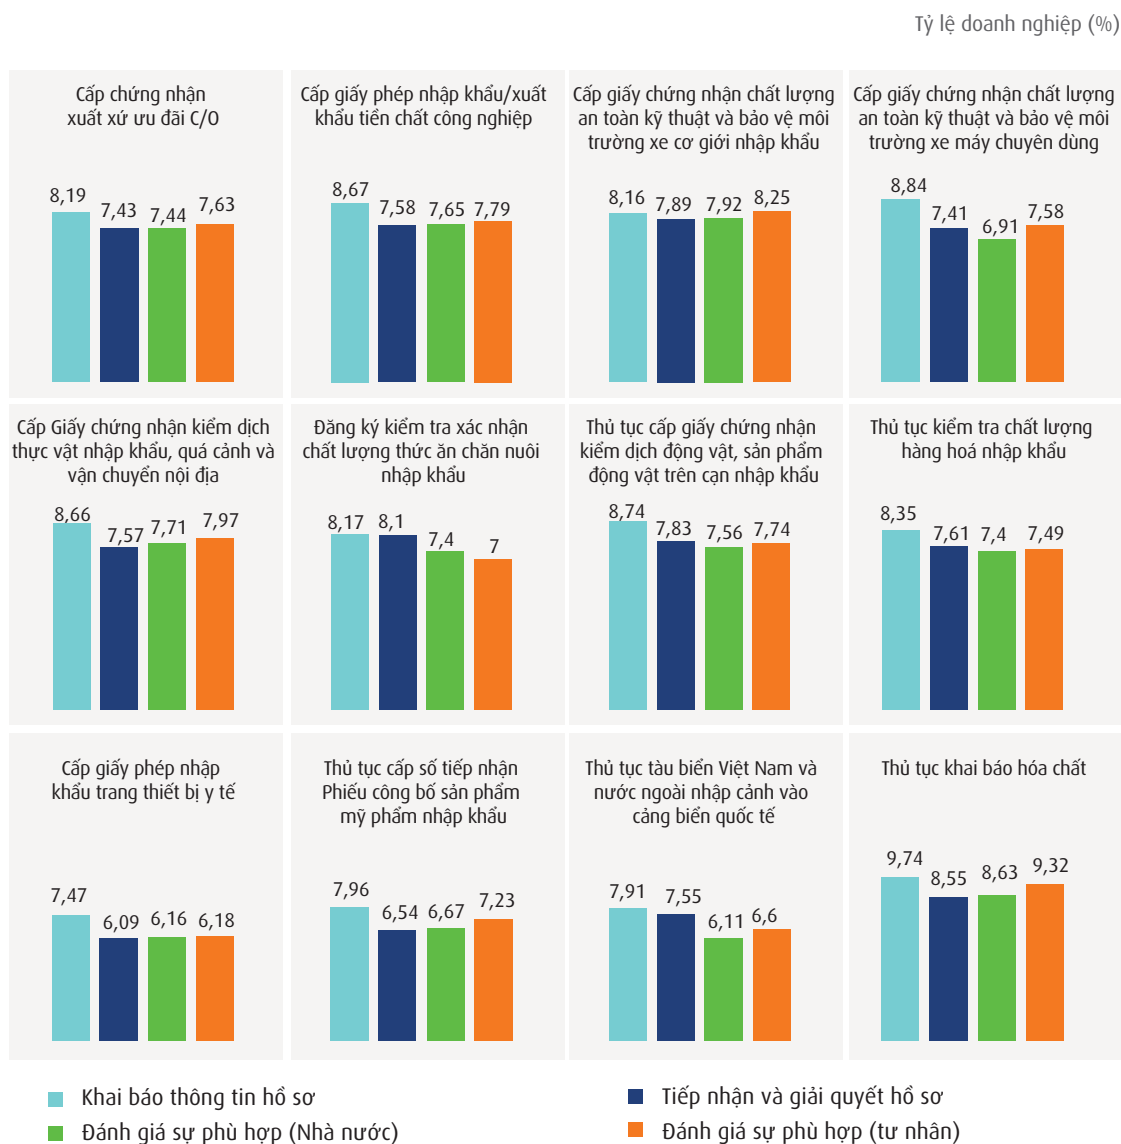 Tỷ lệ doanh nghiệp (%)
Cấp chứng nhận
xuất xứ ưu đãi C/O
8,19
7,43
7,44
7,63
Cấp giấy phép nhập khẩu/xuất
khẩu tiền chất công nghiệp
8,67
7,58
7,65
7,79
Cấp giấy chứng nhận chất lượng
an toàn kỹ thuật và bảo vệ môi
trường xe cơ giới nhập khẩu
8,16
7,89
7,92
8,25
Cấp giấy chứng nhận chất lượng
an toàn kỹ thuật và bảo vệ môi
trường xe máy chuyên dùng
8,84
7,41
6,91
7,58
Cấp Giấy chứng nhận kiểm dịch
thực vật nhập khẩu, quá cảnh và
vận chuyển nội địa
8,66
7,57
7,71
7,97
Đăng ký kiểm tra xác nhận
chất lượng thức ăn chăn nuôi
nhập khẩu
8,17
8,1
7,4
7
Thủ tục cấp giấy chứng nhận
kiểm dịch động vật, sản phẩm
động vật trên cạn nhập khẩu
8,74
7,83
7,56
7,74
Thủ tục kiểm tra chất lượng
hàng hoá nhập khẩu
8,35
7,61
7,4
7,49
Cấp giấy phép nhập
khẩu trang thiết bị y tế
7,47
6,09
6,16
6,18
Thủ tục cấp số tiếp nhận
Phiếu công bố sản phẩm
mỹ phẩm nhập khẩu
7,96
6,54
6,67
7,23
Thủ tục tàu biển Việt Nam và
nước ngoài nhập cảnh vào
cảng biển quốc tế
7,91
7,55
6,11
6,6
Thủ tục khai báo hóa chất
9,74
8,55
8,63
9,32
Khai báo thông tin hồ sơ
Tiếp nhận và giải quyết hồ sơ
Đánh giá sự phù hợp (Nhà nước)
Đánh giá sự phù hợp (tư nhân)